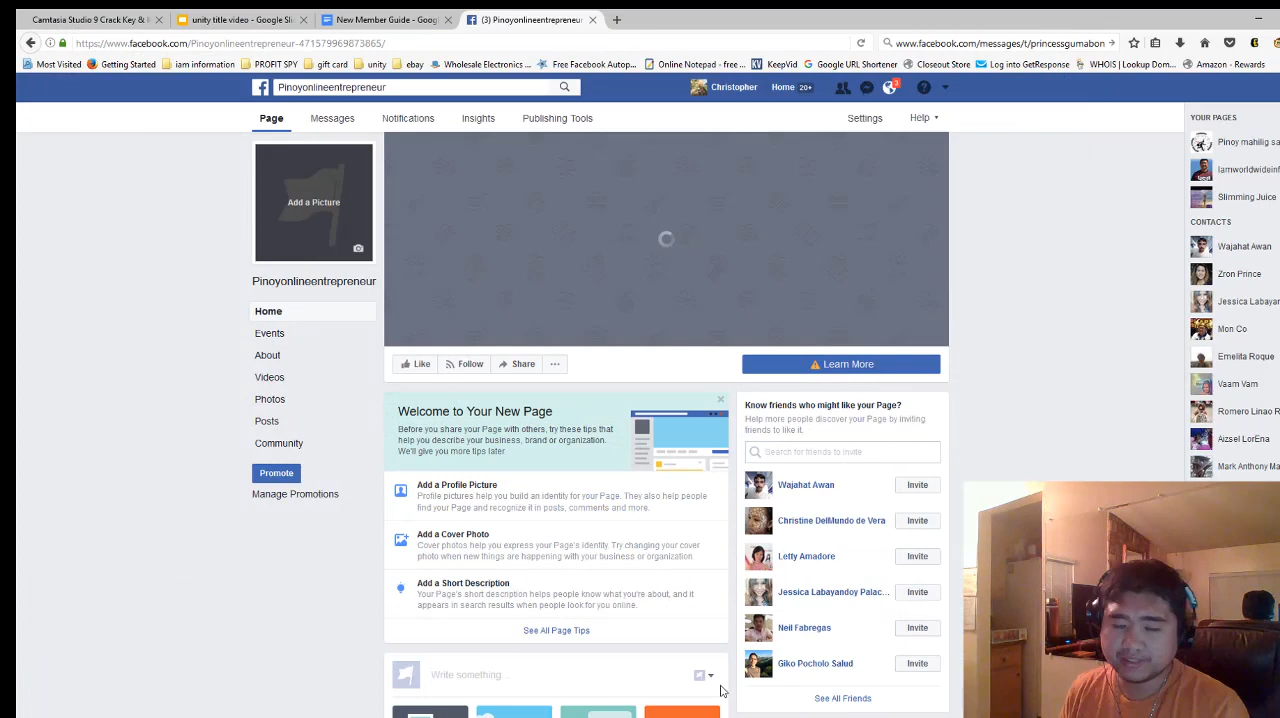 Camtasia Studio 9 Crack Key &
unity title video - Google Sli
New Member Guide - Goog
(3) Pinoyonlineentrepreneur
https://www.facebook.com/Pinoyonlineentrepreneur-471579969873865/
www.facebook.com/messages/t/princessgumabon
Most Visited
Getting Started
iam information
PROFIT SPY
gift card
unity
ebay
Wholesale Electronics ...
Free Facebook Autop...
Online Notepad - free ...
KeepVid
Google URL Shortener
Closeout Store
Log into GetResponse
WHOIS | Lookup Dom...
Amazon - Rewards
Pinoyonlineentrepreneur
Christopher
Home 20+
3
Page
Messages
Notifications
Insights
Publishing Tools
Settings
Help
Add a Picture
Pinoyonlineentrepreneur
Home
Events
About
Videos
Photos
Posts
Community
Promote
Manage Promotions
Like
Follow
Share
Learn More
Welcome to Your New Page
Before you share your Page with others, try these tips that
help you describe your business, brand or organization.
We'll give you more tips later
Add a Profile Picture
Profile pictures help you build an identity for your Page. They also help people
find your Page and recognize it in posts, comments and more.
Add a Cover Photo
Cover photos help you express your Page's identity. Try changing your cover
photo when new things are happening with your business or organization.
Add a Short Description
Your Page's short description helps people know what you're about, and it
appears in search results when people look for you online.
See All Page Tips
Write something...
Know friends who might like your Page?
Help more people discover your Page by inviting
friends to like it.
Search for friends to invite
Wajahat Awan
Invite
Christine DelMundo de Vera
Invite
Letty Amadore
Invite
Jessica Labayandoy Palac...
Invite
Neil Fabregas
Invite
Giko Pocholo Salud
Invite
See All Friends
YOUR PAGES
Pinoy mahilig sa
Iamworldwideinf
Slimming Juice
CONTACTS
Wajahat Awan
Zron Prince
Jessica Labayan
Mon Co
Emelita Roque
Vaam Vam
Romero Linao R
Aizsel LorEna
Mark Anthony Ma